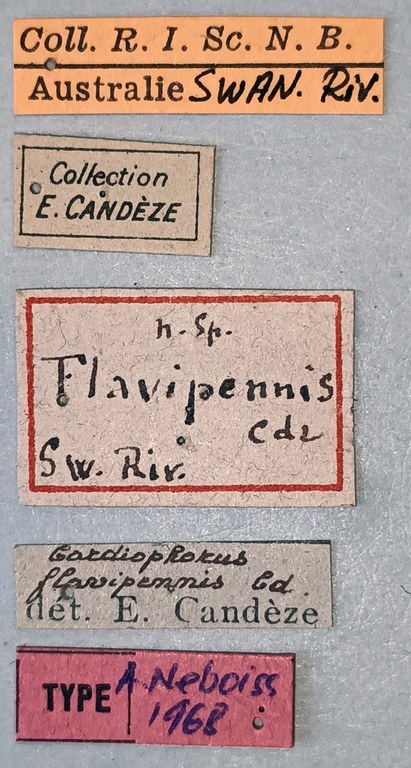 Coll. R. I. Sc. N. B.
Australie SWAN. Riv.
Collection
E. CANDÈZE
n. Sp.
Flavipennis
Cdz
Sw. Riv.
Cardiophorus
flavipennis Cd
dét. E. Candèze
TYPE A Neboiss
1968